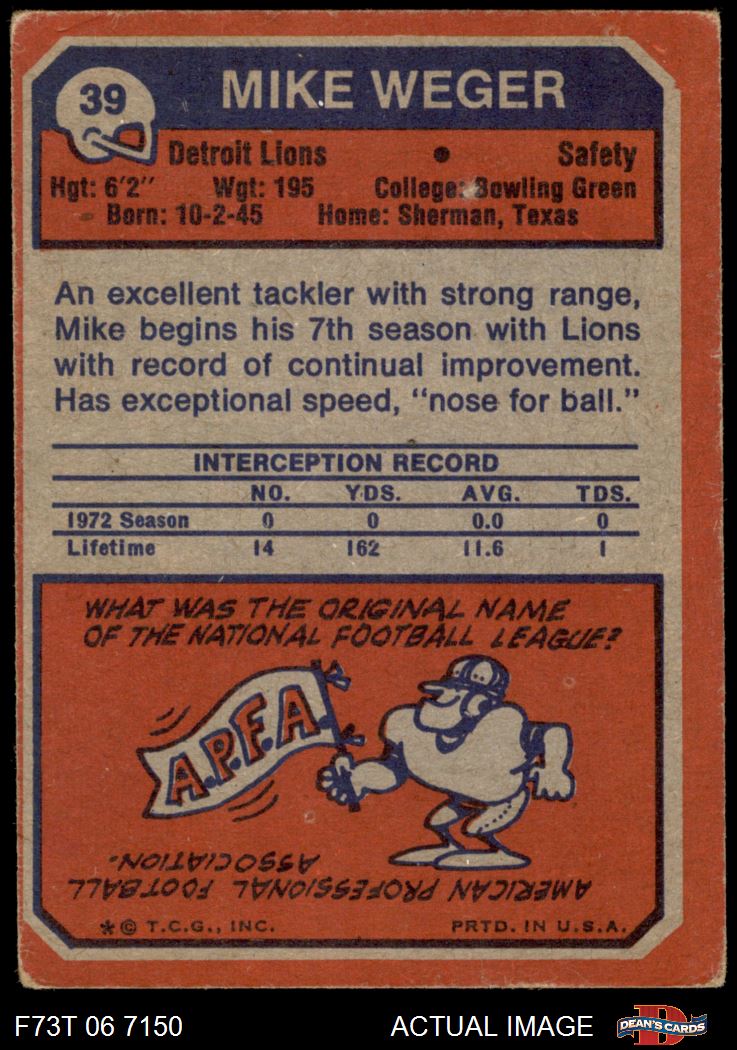 39
MIKE WEGER
Detroit Lions • Safety
Hgt: 6'2" Wgt: 195 College: Bowling Green
Born: 10-2-45 Home: Sherman, Texas
An excellent tackler with strong range,
Mike begins his 7th season with Lions
with record of continual improvement.
Has exceptional speed, "nose for ball."
INTERCEPTION RECORD
NO. YDS. AVG. TDS.
1972 Season 0 0 0.0 0
Lifetime 14 162 11.6 1
WHAT WAS THE ORIGINAL NAME
OF THE NATIONAL FOOTBALL LEAGUE?
A.P.F.A.
AMERICAN PROFESSIONAL FOOTBALL
ASSOCIATION.
*© T.C.G., INC. PRTD. IN U.S.A.
F73T 06 7150 ACTUAL IMAGE
D
DEAN'S CARDS